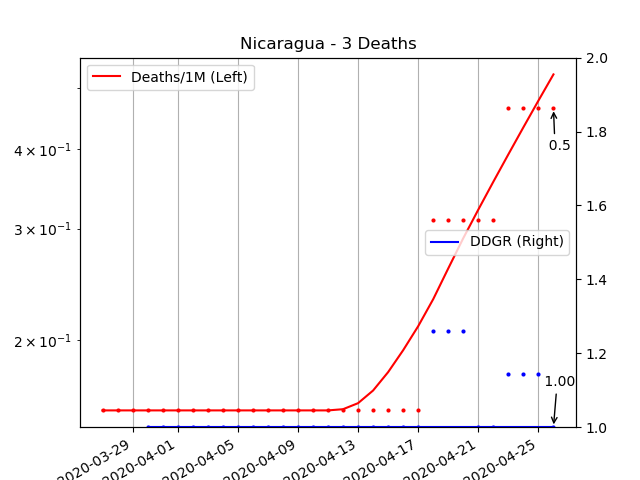 Nicaragua - 3 Deaths
Deaths/1M (Left)
DDGR (Right)
4 × 10⁻¹
3 × 10⁻¹
2 × 10⁻¹
2.0
1.8
1.6
1.4
1.2
1.0
0.5
1.00
2020-03-29
2020-04-01
2020-04-05
2020-04-09
2020-04-13
2020-04-17
2020-04-21
2020-04-25